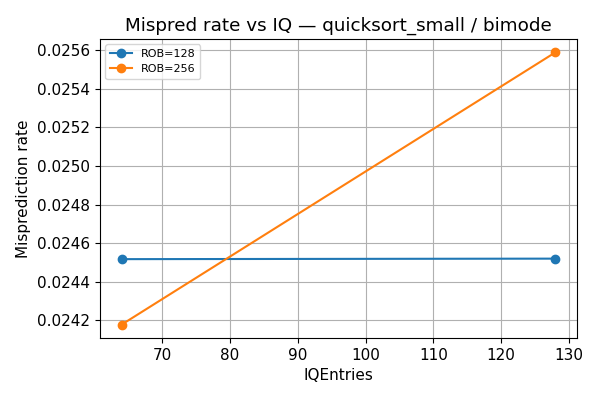 Mispred rate vs IQ — quicksort_small / bimode
ROB=128
ROB=256
Misprediction rate
0.0256
0.0254
0.0252
0.0250
0.0248
0.0246
0.0244
0.0242
70 80 90 100 110 120 130
IQEntries